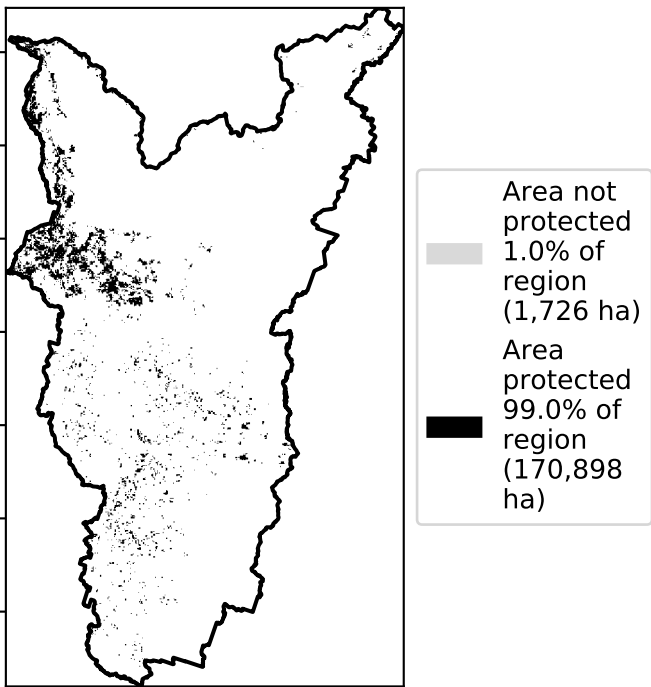 Area not
protected
1.0% of
region
(1,726 ha)
Area
protected
99.0% of
region
(170,898
ha)